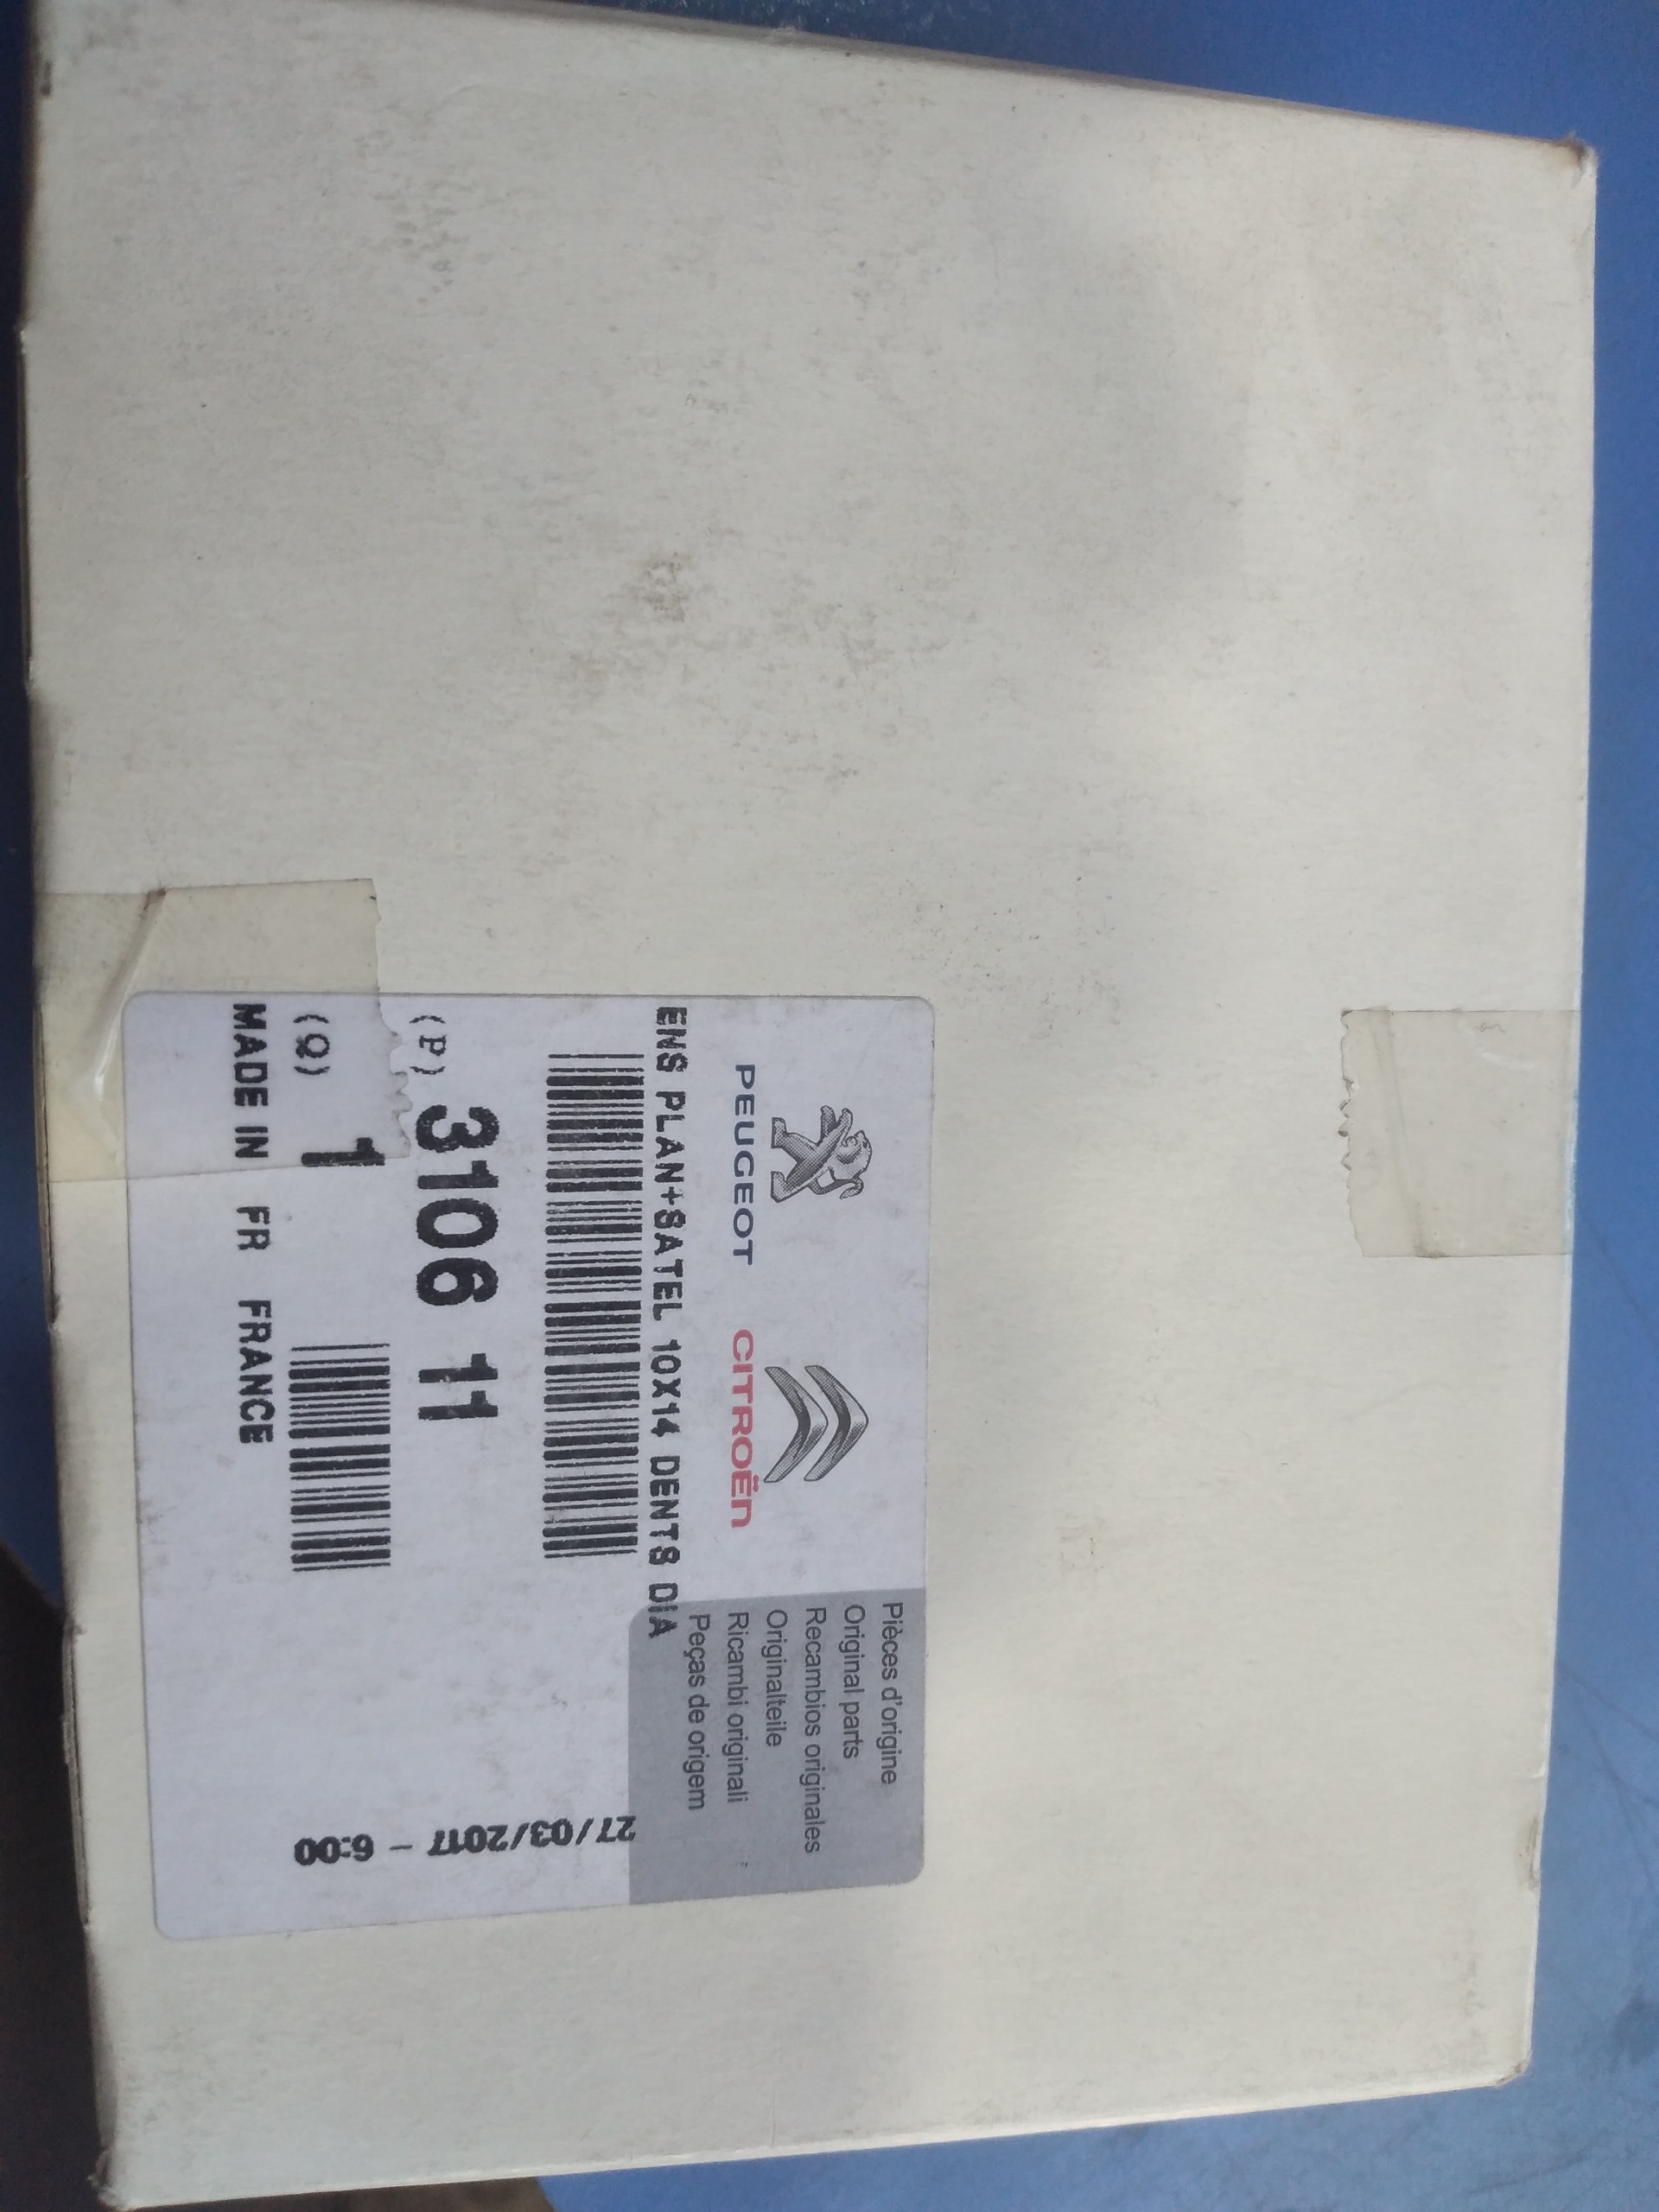 PEUGEOT
CITROËN
Pièces d'origine
Original parts
Recambios originales
Originalteile
Ricambi originali
Peças de origem
ENS PLAN+SATEL 10X14 DENTS DIA
(P) 3106 11
(Q) 1
MADE IN FR FRANCE
27/03/2017 - 6:00